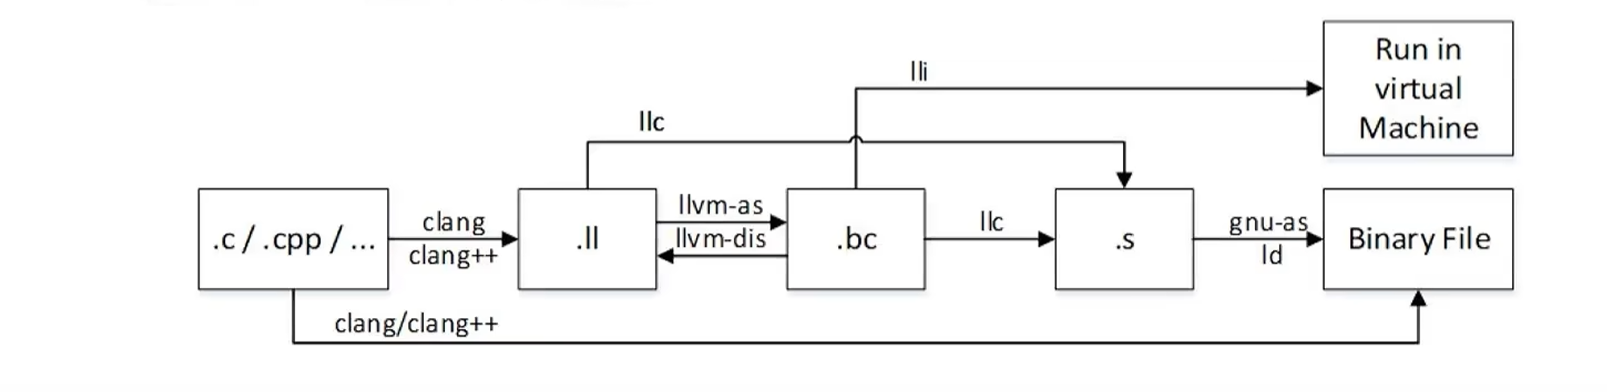 lli
Run in
virtual
Machine
llc
.c / .cpp / ...
clang
clang++
.ll
llvm-as
llvm-dis
.bc
llc
.s
gnu-as
ld
Binary File
clang/clang++